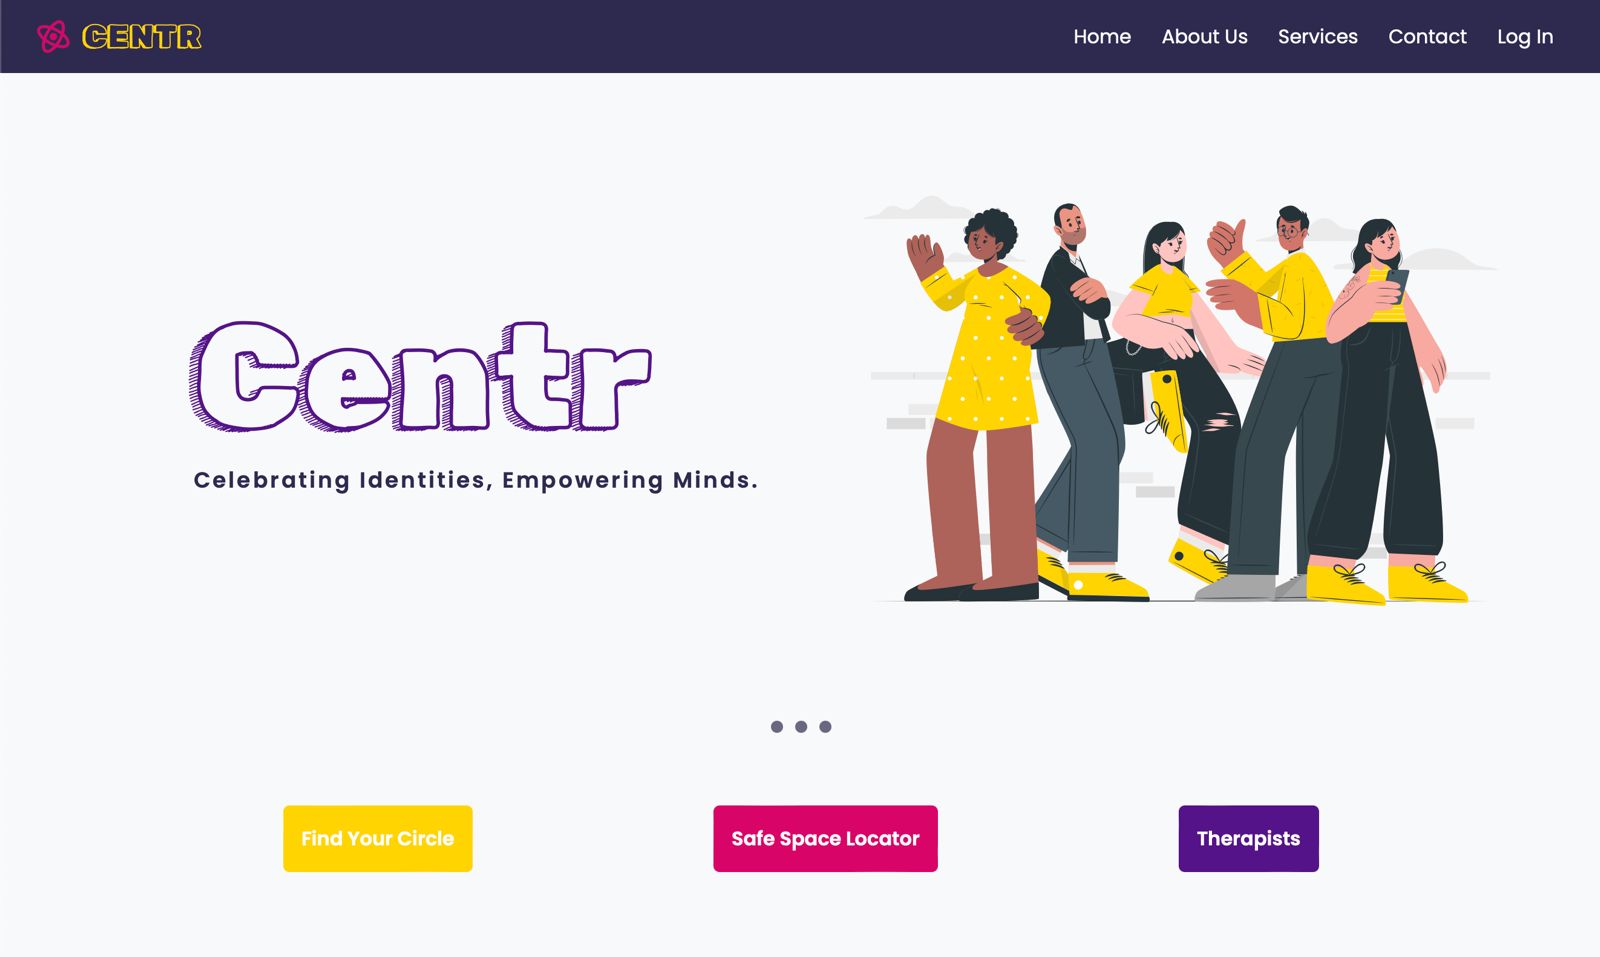 CENTR
Home About Us Services Contact Log In
Centr
Celebrating Identities, Empowering Minds.
Find Your Circle Safe Space Locator Therapists